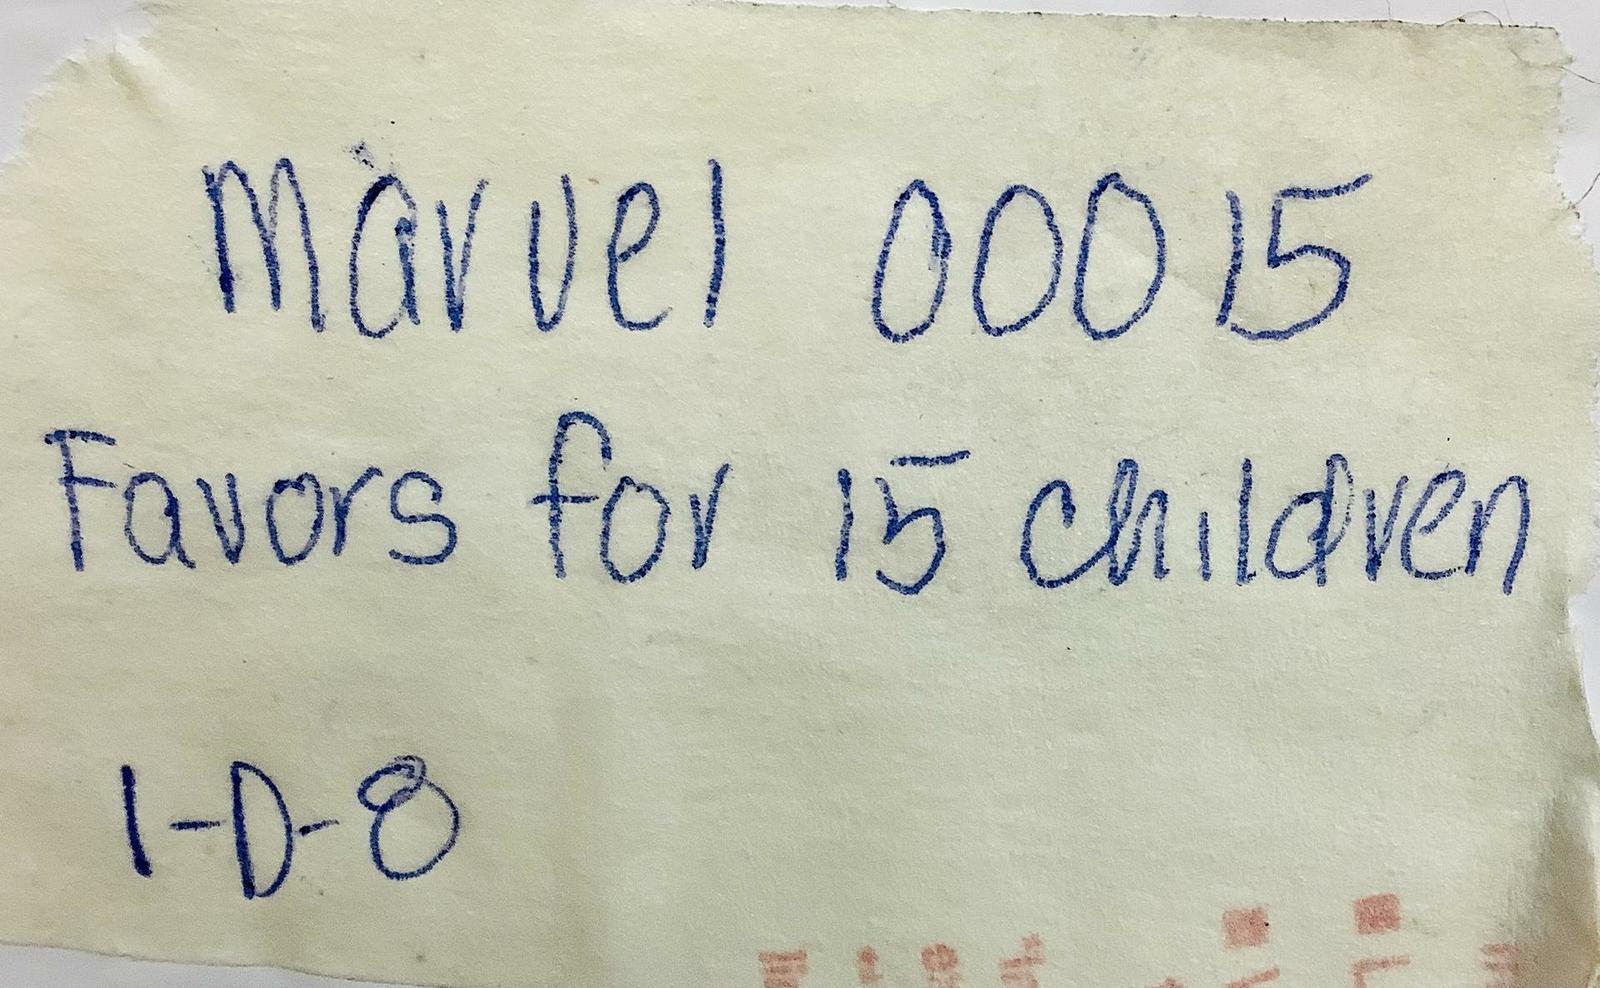 Marvel 00015
Favors for 15 children
1-D-8